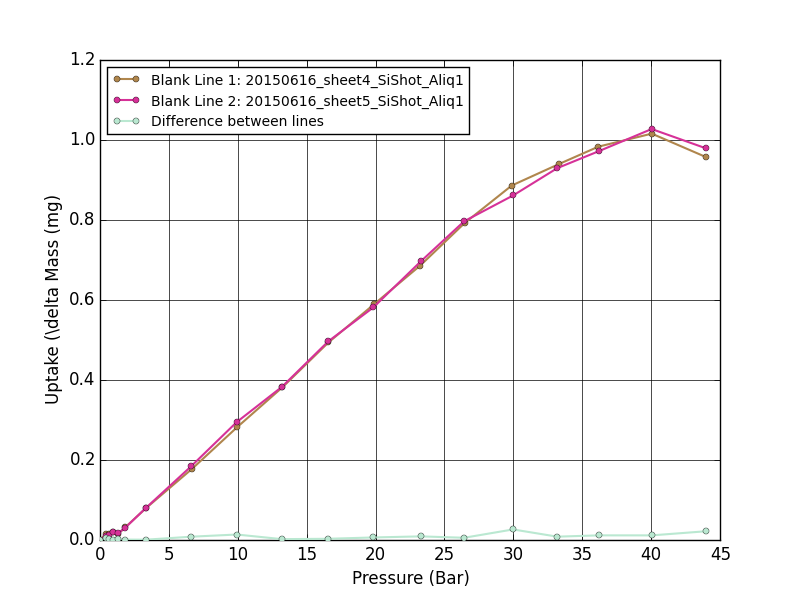 Blank Line 1: 20150616_sheet4_SiShot_Aliq1
Blank Line 2: 20150616_sheet5_SiShot_Aliq1
Difference between lines
1.2
1.0
0.8
0.6
0.4
0.2
0.0
Uptake (\delta Mass (mg)
0 5 10 15 20 25 30 35 40 45
Pressure (Bar)